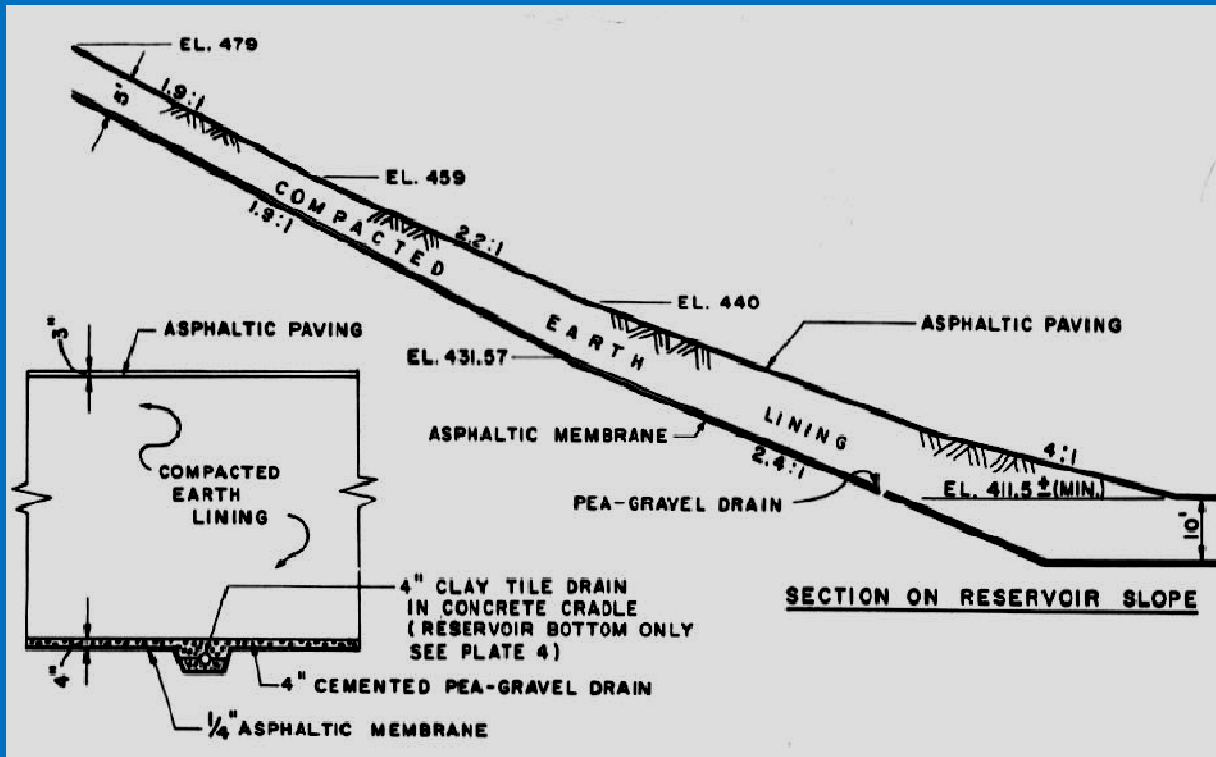 EL. 479
5'
1.9:1
EL. 459
COMPACTED
1.9:1
2.2:1
EL. 440
EARTH
ASPHALTIC PAVING
EL. 431.57
LINING
ASPHALTIC MEMBRANE
2.4:1
4:1
PEA-GRAVEL DRAIN
EL. 411.5 ± (MIN.)
10'
SECTION ON RESERVOIR SLOPE
3"
ASPHALTIC PAVING
COMPACTED
EARTH
LINING
4" CLAY TILE DRAIN
IN CONCRETE CRADLE
(RESERVOIR BOTTOM ONLY
SEE PLATE 4)
4"
4" CEMENTED PEA-GRAVEL DRAIN
1/4" ASPHALTIC MEMBRANE